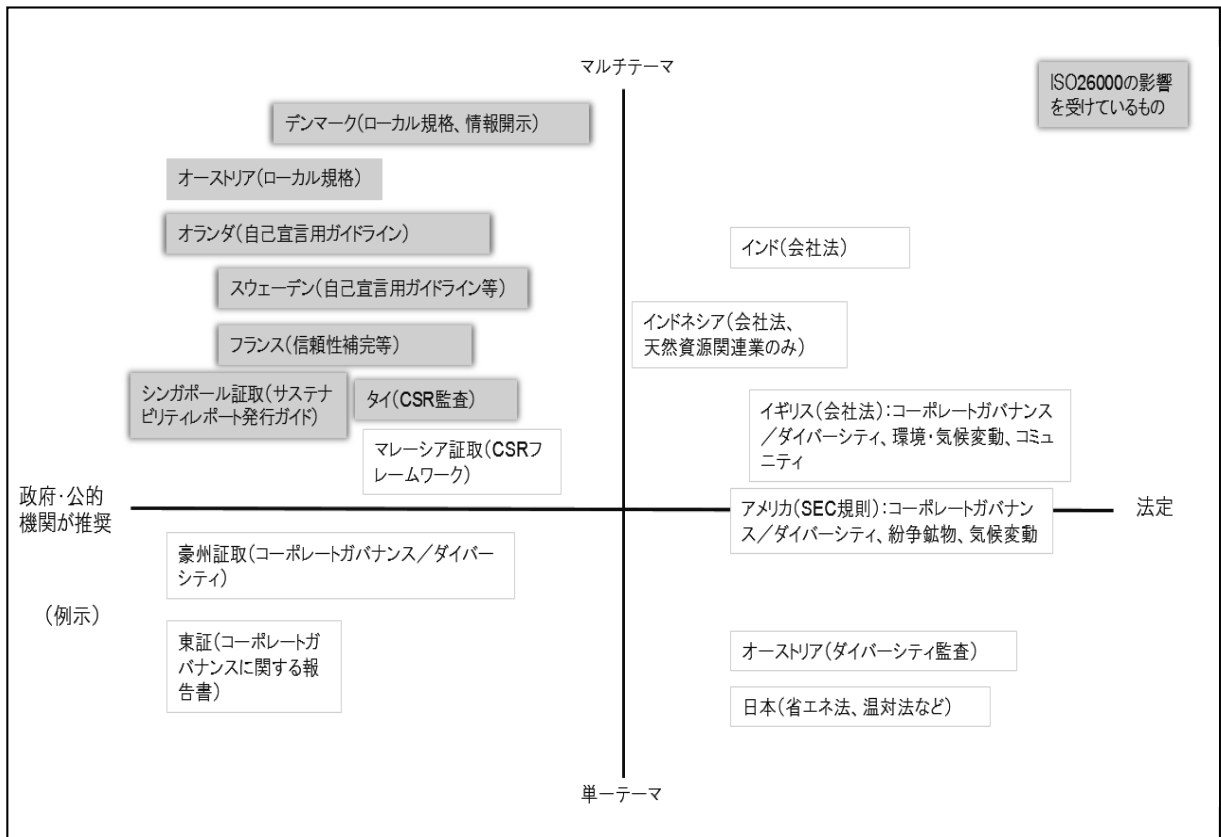 マルチテーマ
ISO26000の影響
を受けているもの
デンマーク(ローカル規格、情報開示)
オーストリア(ローカル規格)
オランダ(自己宣言用ガイドライン)
インド(会社法)
スウェーデン(自己宣言用ガイドライン等)
インドネシア(会社法、
天然資源関連業のみ)
フランス(信頼性補完等)
シンガポール証取(サステナ
ビリティレポート発行ガイド)
タイ(CSR監査)
イギリス(会社法):コーポレートガバナンス
/ダイバーシティ、環境・気候変動、コミュ
ニティ
マレーシア証取(CSRフ
レームワーク)
政府・公的
機関が推奨
アメリカ(SEC規則):コーポレートガバナン
ス/ダイバーシティ、紛争鉱物、気候変動
法定
豪州証取(コーポレートガバナンス/ダイバー
シティ)
(例示)
東証(コーポレートガ
バナンスに関する報
告書)
オーストリア(ダイバーシティ監査)
日本(省エネ法、温対法など)
単一テーマ